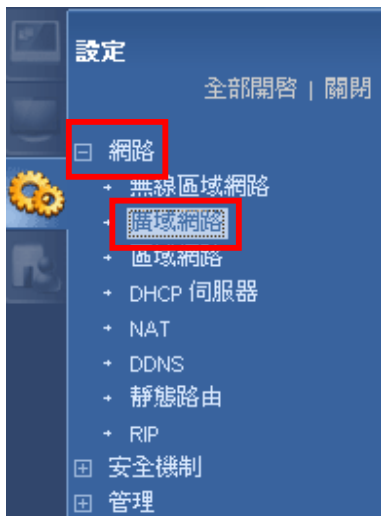 設定
全部開啓 | 關閉
網路
無線區域網路
廣域網路
區域網路
DHCP 伺服器
NAT
DDNS
靜態路由
RIP
安全機制
管理